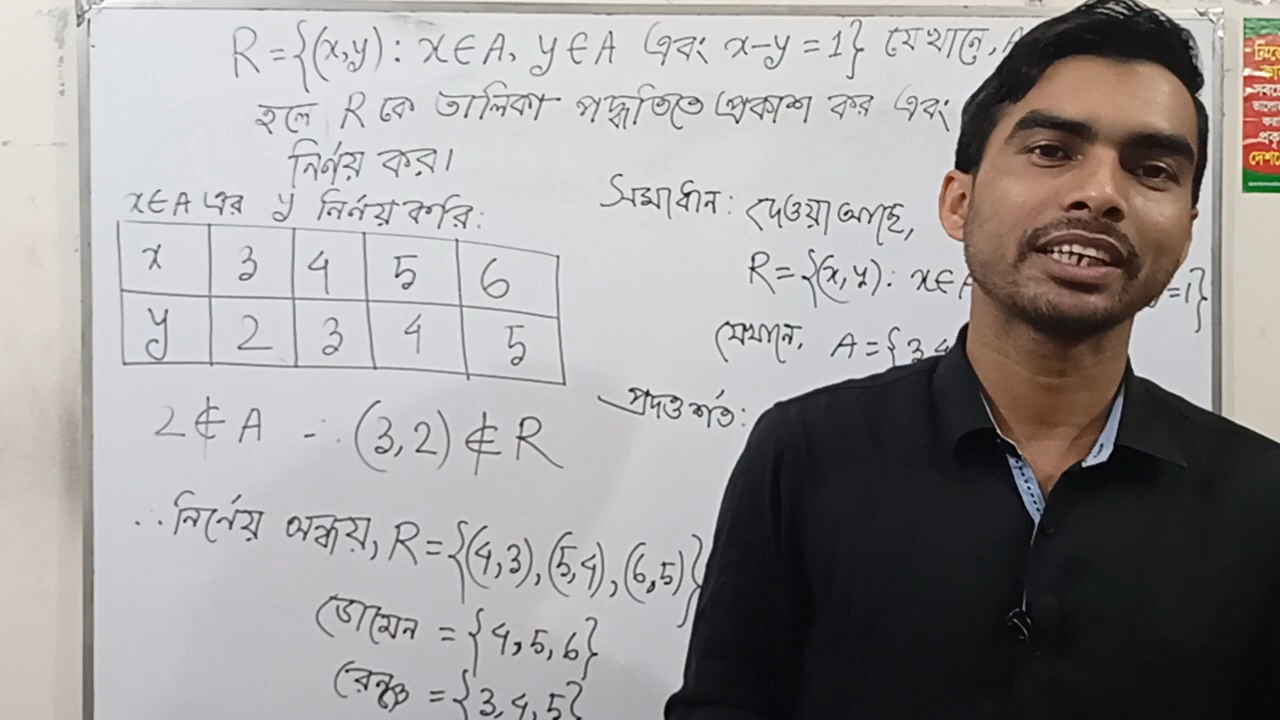 R={(x,y): x∈A, y∈A এবং x-y=1} যেখানে,
হলে R কে তালিকা পদ্ধতিতে প্রকাশ কর এবং
নির্ণয় কর।
x∈A এর y নির্ণয় করি:
x 3 4 5 6
y 2 3 4 5
2∉A ∴ (3,2)∉R
∴ নির্ণেয় অন্বয়, R={(4,3),(5,4),(6,5)}
ডোমেন = {4,5,6}
রেঞ্জ = {3,4,5}
সমাধান: দেওয়া আছে,
R={(x,y): x∈A =1}
যেখানে, A={3,4
প্রদত্ত শর্ত:
দেশের